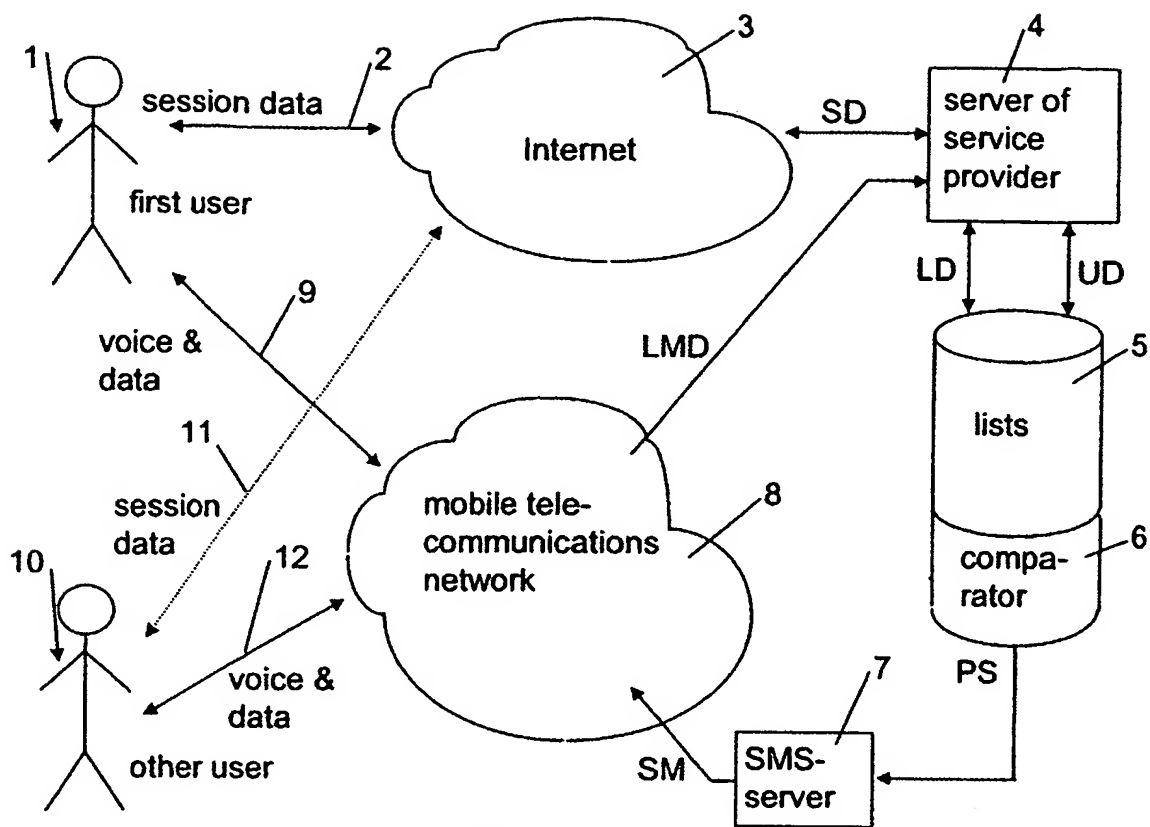 1
session data
2
3
4
server of
service
provider
SD
Internet
first user
LD
UD
9
voice &
data
LMD
5
lists
11
session
data
mobile tele-
communications
network
8
6
compa-
rator
10
12
voice &
data
7
PS
SM
SMS-
server
other user